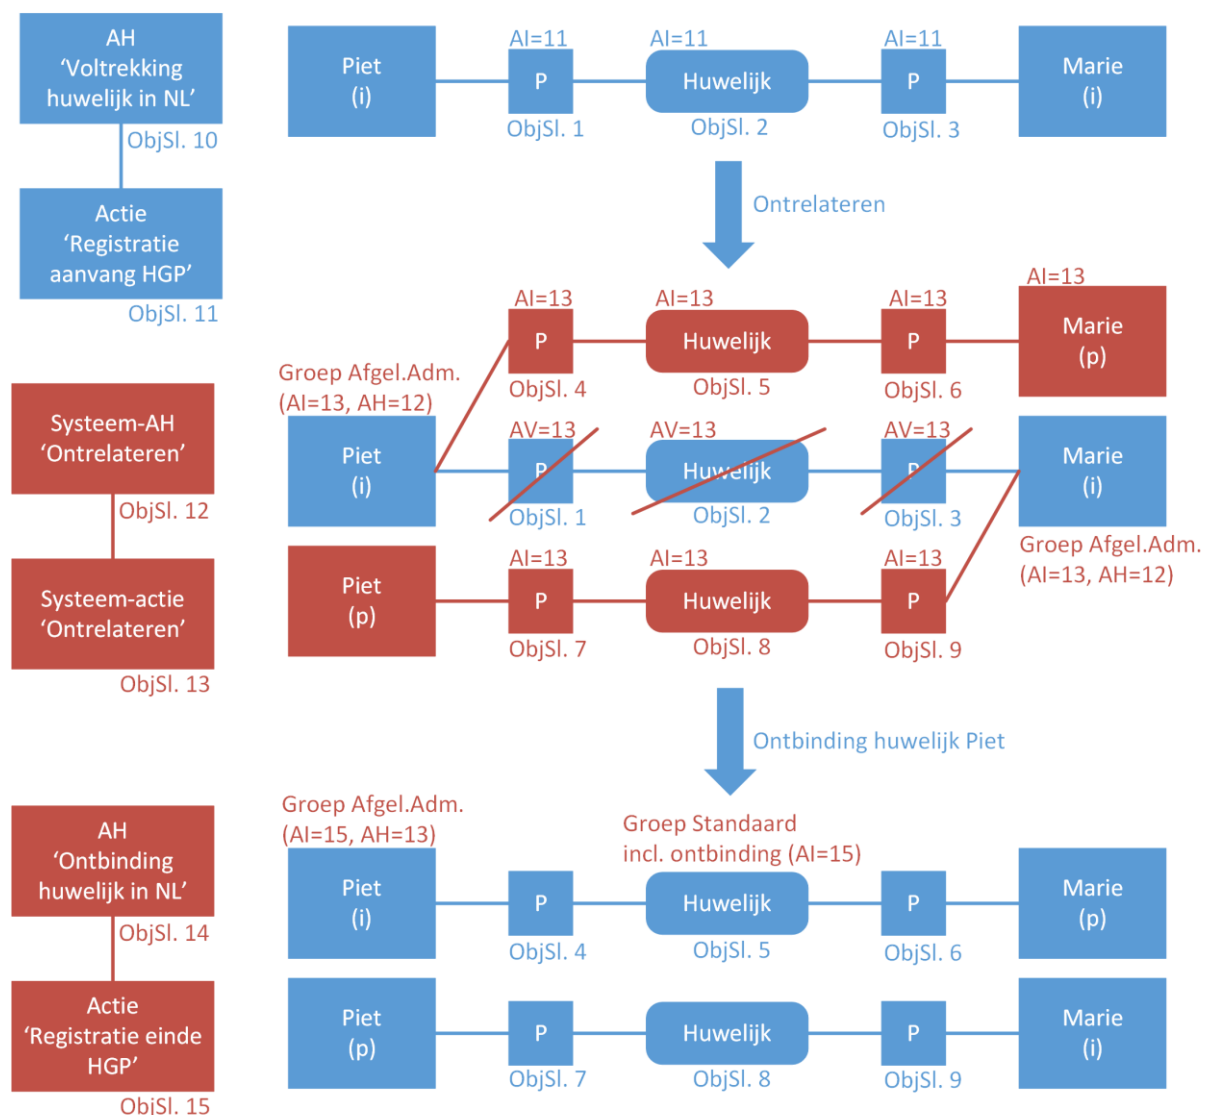 AH
‘Voltrekking
huwelijk in NL’
ObjSl. 10
Actie
‘Registratie
aanvang HGP’
ObjSl. 11
Piet
(i)
AI=11
P
ObjSl. 1
AI=11
Huwelijk
ObjSl. 2
AI=11
P
ObjSl. 3
Marie
(i)
Ontrelateren
Systeem-AH
‘Ontrelateren’
ObjSl. 12
Systeem-actie
‘Ontrelateren’
ObjSl. 13
AI=13
P
ObjSl. 4
AI=13
Huwelijk
ObjSl. 5
AI=13
P
ObjSl. 6
AI=13
Marie
(p)
Groep Afgel.Adm.
(AI=13, AH=12)
Piet
(i)
AV=13
P
ObjSl. 1
AV=13
Huwelijk
ObjSl. 2
AV=13
P
ObjSl. 3
Marie
(i)
Groep Afgel.Adm.
(AI=13, AH=12)
Piet
(p)
AI=13
P
ObjSl. 7
AI=13
Huwelijk
ObjSl. 8
AI=13
P
ObjSl. 9
Ontbinding huwelijk Piet
AH
‘Ontbinding
huwelijk in NL’
ObjSl. 14
Actie
‘Registratie einde
HGP’
ObjSl. 15
Groep Afgel.Adm.
(AI=15, AH=13)
Piet
(i)
P
ObjSl. 4
Groep Standaard
incl. ontbinding (AI=15)
Huwelijk
ObjSl. 5
P
ObjSl. 6
Marie
(p)
Piet
(p)
P
ObjSl. 7
Huwelijk
ObjSl. 8
P
ObjSl. 9
Marie
(i)